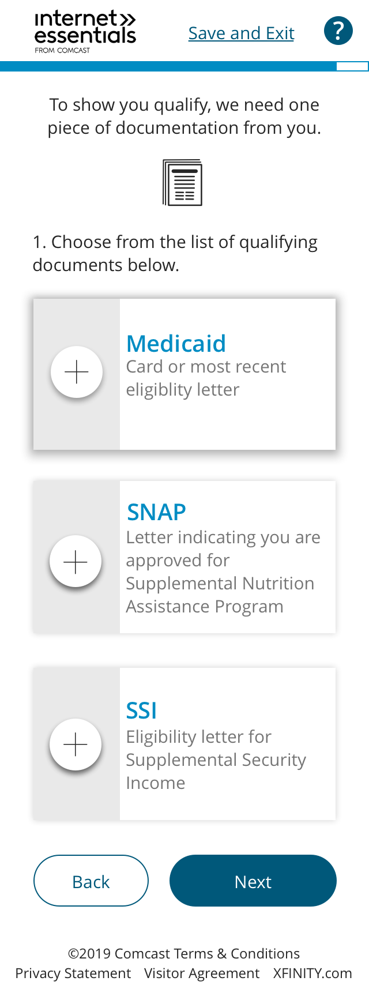 internet
essentials
FROM COMCAST
Save and Exit
?
To show you qualify, we need one
piece of documentation from you.
1. Choose from the list of qualifying
documents below.
Medicaid
Card or most recent
eligiblity letter
SNAP
Letter indicating you are
approved for
Supplemental Nutrition
Assistance Program
SSI
Eligibility letter for
Supplemental Security
Income
Back
Next
©2019 Comcast Terms & Conditions
Privacy Statement Visitor Agreement XFINITY.com